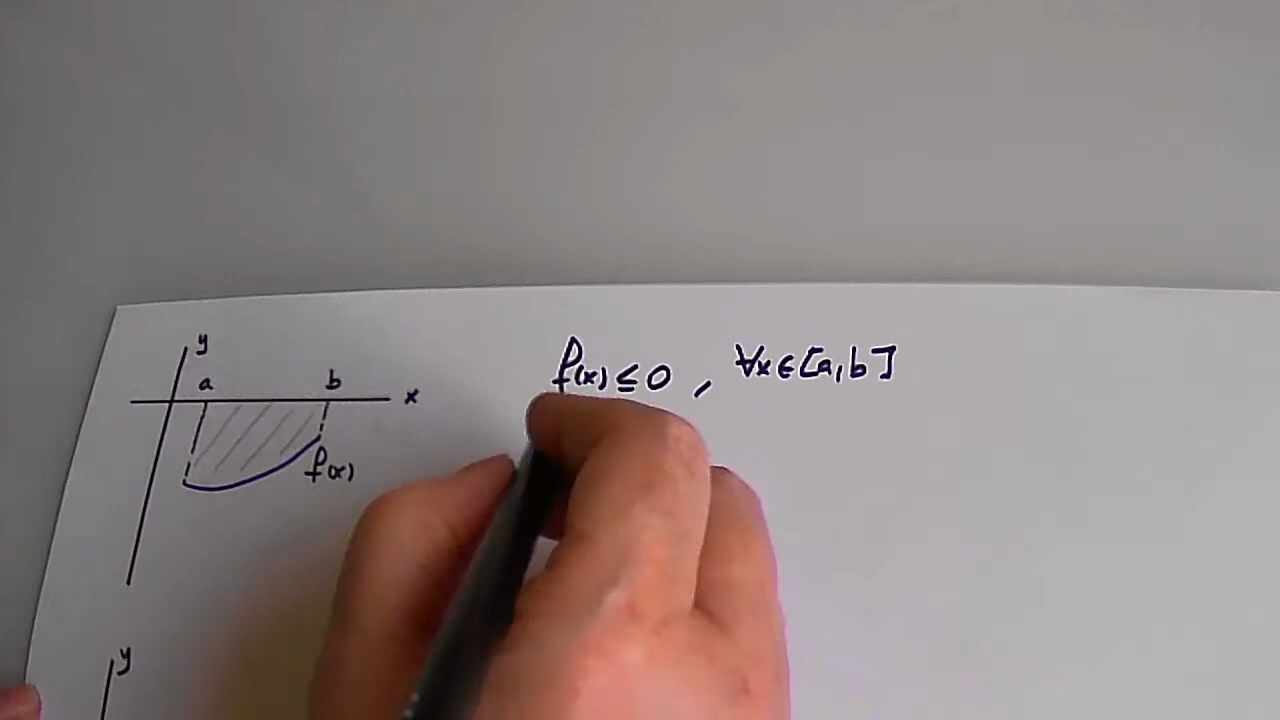 y
a b
x
f(x)
f(x) ≤ 0 , ∀x∈[a,b]
y